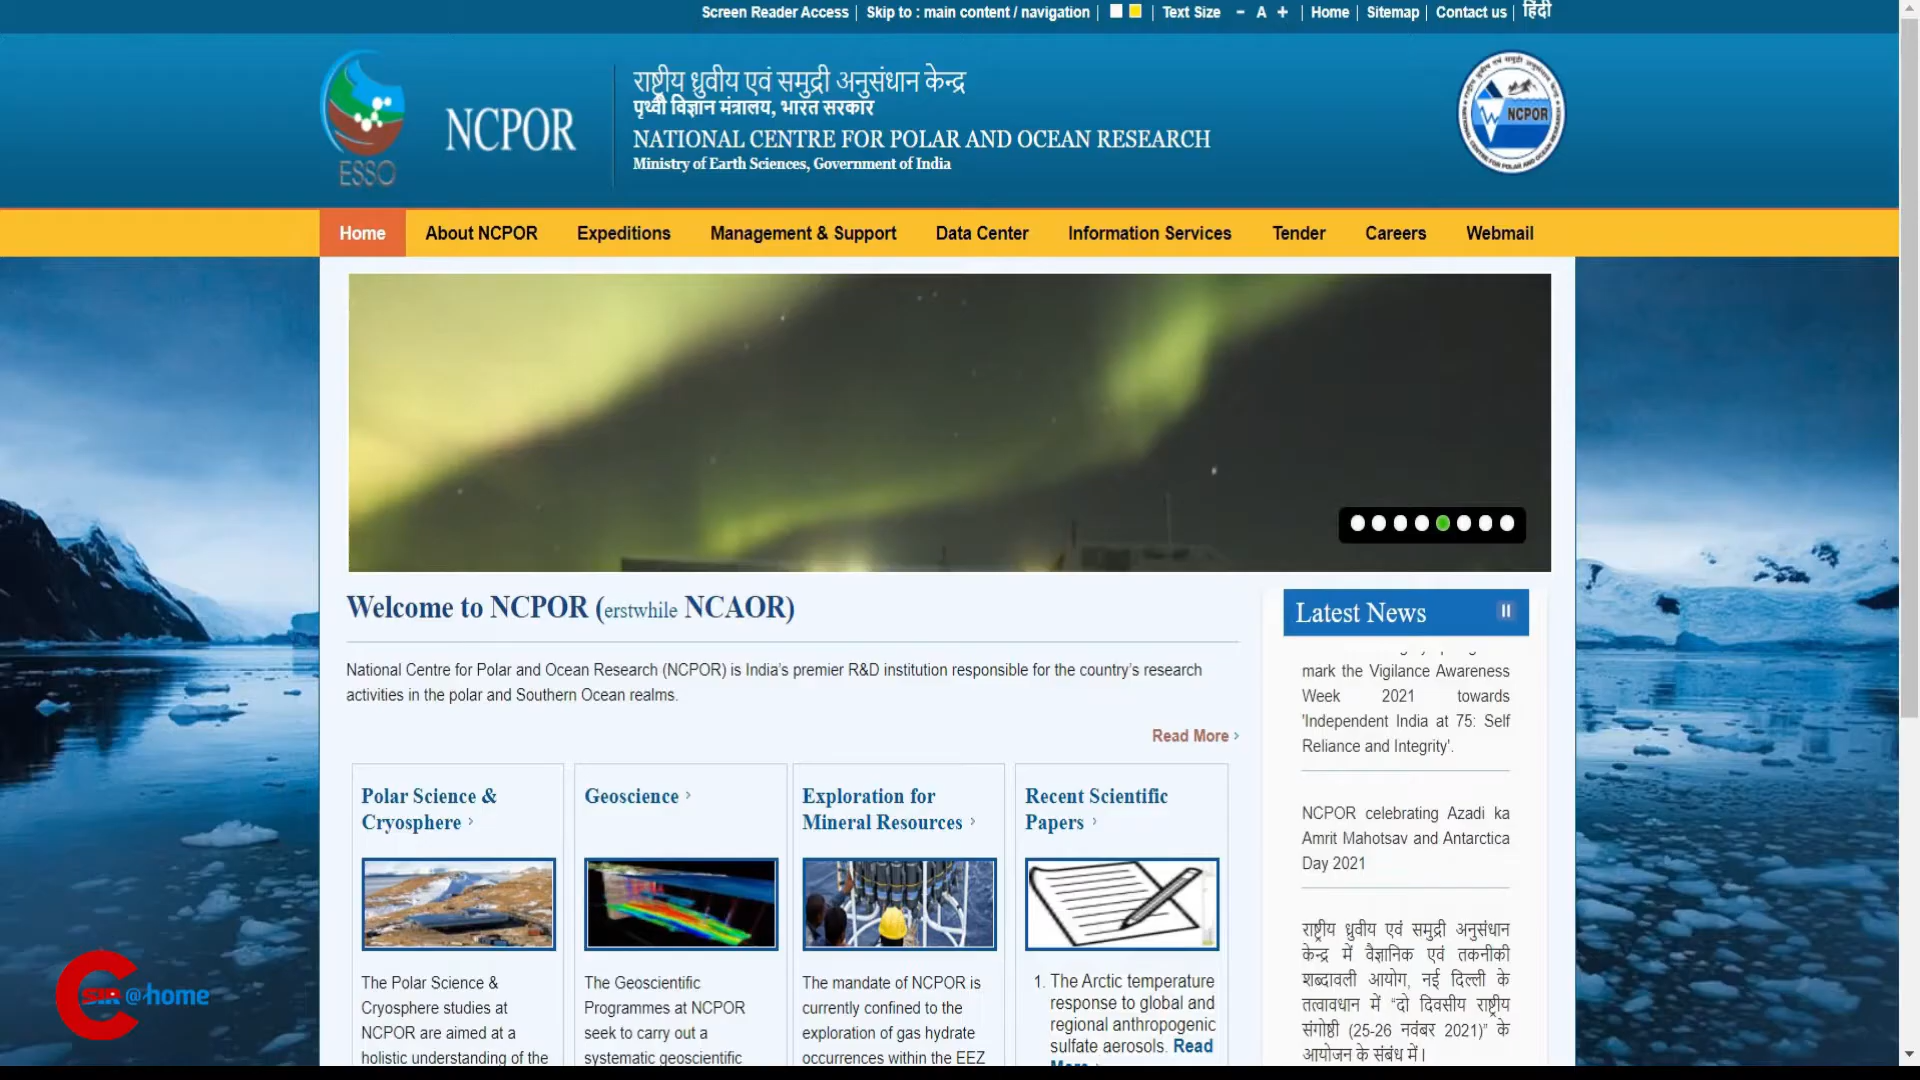 Screen Reader Access | Skip to : main content / navigation | | Text Size - A + | Home | Sitemap | Contact us | हिंदी
ESSO
NCPOR
राष्ट्रीय ध्रुवीय एवं समुद्री अनुसंधान केन्द्र
पृथ्वी विज्ञान मंत्रालय, भारत सरकार
NATIONAL CENTRE FOR POLAR AND OCEAN RESEARCH
Ministry of Earth Sciences, Government of India
NCPOR
Home About NCPOR Expeditions Management & Support Data Center Information Services Tender Careers Webmail
Welcome to NCPOR (erstwhile NCAOR)
National Centre for Polar and Ocean Research (NCPOR) is India's premier R&D institution responsible for the country's research
activities in the polar and Southern Ocean realms.
Read More ›
Polar Science &
Cryosphere ›
The Polar Science &
Cryosphere studies at
NCPOR are aimed at a
holistic understanding of the
Geoscience ›
The Geoscientific
Programmes at NCPOR
seek to carry out a
systematic geoscientific
Exploration for
Mineral Resources ›
The mandate of NCPOR is
currently confined to the
exploration of gas hydrate
occurrences within the EEZ
Recent Scientific
Papers ›
1. The Arctic temperature
response to global and
regional anthropogenic
sulfate aerosols. Read
More ›
Latest News
mark the Vigilance Awareness
Week 2021 towards
'Independent India at 75: Self
Reliance and Integrity'.
NCPOR celebrating Azadi ka
Amrit Mahotsav and Antarctica
Day 2021
राष्ट्रीय ध्रुवीय एवं समुद्री अनुसंधान
केन्द्र में वैज्ञानिक एवं तकनीकी
शब्दावली आयोग, नई दिल्ली के
तत्वावधान में “दो दिवसीय राष्ट्रीय
संगोष्ठी (25-26 नवंबर 2021)” के
आयोजन के संबंध में।
CSIR @ home